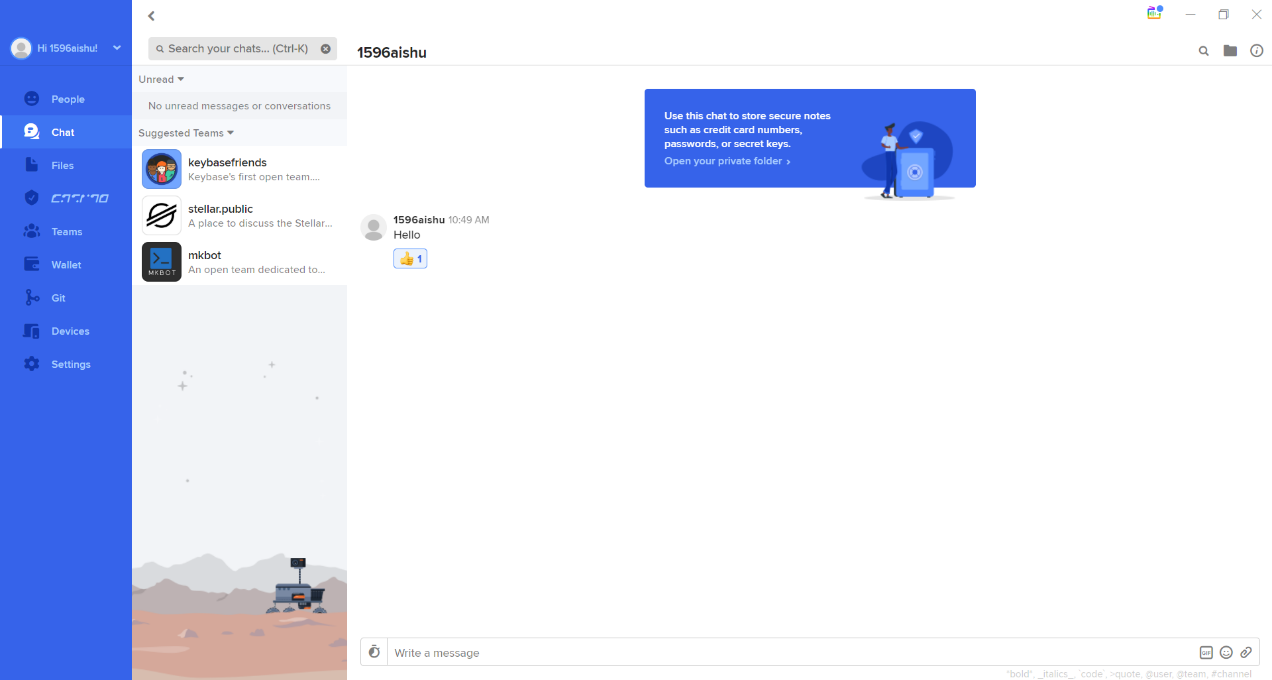 Hi 1596aishu!
People
Chat
Files
Teams
Wallet
Git
Devices
Settings
Search your chats... (Ctrl-K)
Unread
No unread messages or conversations
Suggested Teams
keybasefriends
Keybase's first open team....
stellar.public
A place to discuss the Stellar...
mkbot
An open team dedicated to...
MKBOT
1596aishu
Use this chat to store secure notes
such as credit card numbers,
passwords, or secret keys.
Open your private folder ›
1596aishu 10:49 AM
Hello
1
Write a message
GIF
*bold*, _italics_, `code`, >quote, @user, @team, #channel